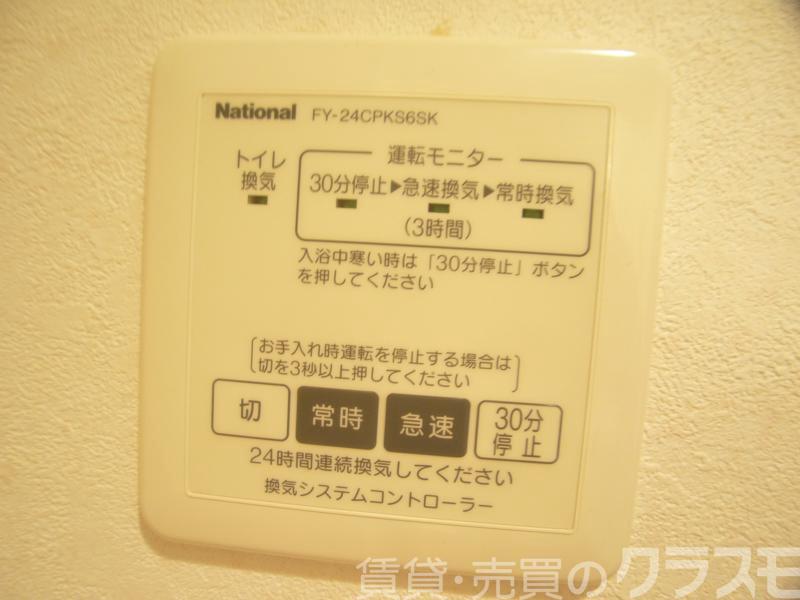 National FY-24CPKS6SK
トイレ
換気
運転モニター
30分停止▶急速換気▶常時換気
(3時間)
入浴中寒い時は「30分停止」ボタン
を押してください
お手入れ時運転を停止する場合は
切を3秒以上押してください
切 常時 急速 30分
停止
24時間連続換気してください
換気システムコントローラー
賃貸・売買のクラスモ